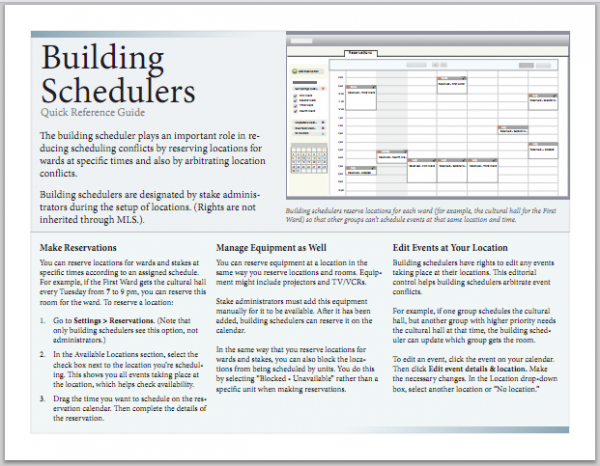 Building
Schedulers
Quick Reference Guide
The building scheduler plays an important role in re-
ducing scheduling conflicts by reserving locations for
wards at specific times and also by arbitrating location
conflicts.
Building schedulers are designated by stake adminis-
trators during the setup of locations. (Rights are not
inherited through MLS.).
Reservations
Building schedulers reserve locations for each ward (for example, the cultural hall for the First
Ward) so that other groups can't schedule events at that same location and time.
Make Reservations
You can reserve locations for wards and stakes at
specific times according to an assigned schedule.
For example, if the First Ward gets the cultural hall
every Tuesday from 7 to 9 pm, you can reserve this
room for the ward. To reserve a location:
1. Go to Settings > Reservations. (Note that
only building schedulers see this option, not
administrators.)
2. In the Available Locations section, select the
check box next to the location you're schedul-
ing. This shows you all events taking place at
the location, which helps check availability.
3. Drag the time you want to schedule on the res-
ervation calendar. Then complete the details of
the reservation.
Manage Equipment as Well
You can reserve equipment at a location in the
same way you reserve locations and rooms. Equip-
ment might include projectors and TV/VCRs.
Stake administrators must add this equipment
manually for it to be available. After it has been
added, building schedulers can reserve it on the
calendar.
In the same way that you reserve locations for
wards and stakes, you can also block the loca-
tions from being scheduled by units. You do this
by selecting "Blocked - Unavailable" rather than a
specific unit when making reservations.
Edit Events at Your Location
Building schedulers have rights to edit any events
taking place at their locations. This editorial
control helps building schedulers arbitrate event
conflicts.
For example, if one group schedules the cultural
hall, but another group with higher priority needs
the cultural hall at that time, the building sched-
uler can update which group gets the room.
To edit an event, click the event on your calendar.
Then click Edit event details & location. Make
the necessary changes. In the Location drop-down
box, select another location or "No location."